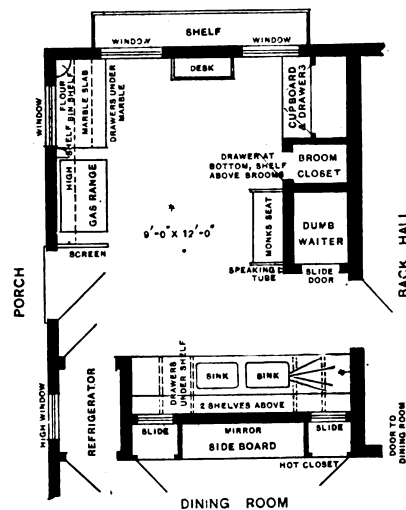 SHELF
WINDOW
WINDOW
DESK
WINDOW
FLOUR
BIN
SHELF
HIGH SHELF
MARBLE SLAB
DRAWERS UNDER
MARBLE
CUPBOARD
& DRAWERS
DRAWER AT
BOTTOM, SHELF
ABOVE BROOMS
BROOM
CLOSET
GAS RANGE
9'-0" X 12'-0"
MONKS SEAT
DUMB
WAITER
SCREEN
SPEAKING
TUBE
SLIDE
DOOR
PORCH
BACK HALL
REFRIGERATOR
HIGH WINDOW
DRAWERS
UNDER SHELF
SINK
SINK
2 SHELVES ABOVE
SLIDE
MIRROR
SIDE BOARD
SLIDE
HOT CLOSET
DOOR TO
DINING ROOM
DINING ROOM